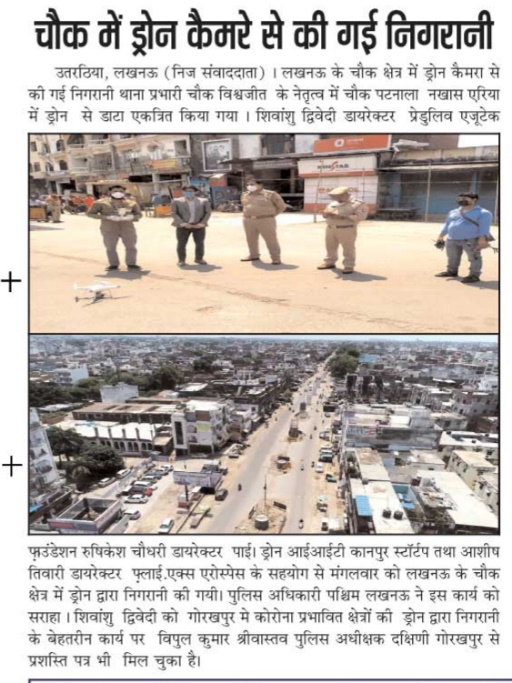 चौक में ड्रोन कैमरे से की गई निगरानी
उतरठिया, लखनऊ (निज संवाददाता) । लखनऊ के चौक क्षेत्र में ड्रोन कैमरा से
की गई निगरानी थाना प्रभारी चौक विश्वजीत के नेतृत्व में चौक पटनाला नखास एरिया
में ड्रोन से डाटा एकत्रित किया गया । शिवांशु द्विवेदी डायरेक्टर प्रेडुलिव एजूटेक
फाउंडेशन रुषिकेश चौधरी डायरेक्टर पाई। ड्रोन आईआईटी कानपुर स्टॉर्टप तथा आशीष
तिवारी डायरेक्टर फ्लाई.एक्स एरोस्पेस के सहयोग से मंगलवार को लखनऊ के चौक
क्षेत्र में ड्रोन द्वारा निगरानी की गयी। पुलिस अधिकारी पश्चिम लखनऊ ने इस कार्य को
सराहा । शिवांशु द्विवेदी को गोरखपुर मे कोरोना प्रभावित क्षेत्रों की ड्रोन द्वारा निगरानी
के बेहतरीन कार्य पर विपुल कुमार श्रीवास्तव पुलिस अधीक्षक दक्षिणी गोरखपुर से
प्रशस्ति पत्र भी मिल चुका है।